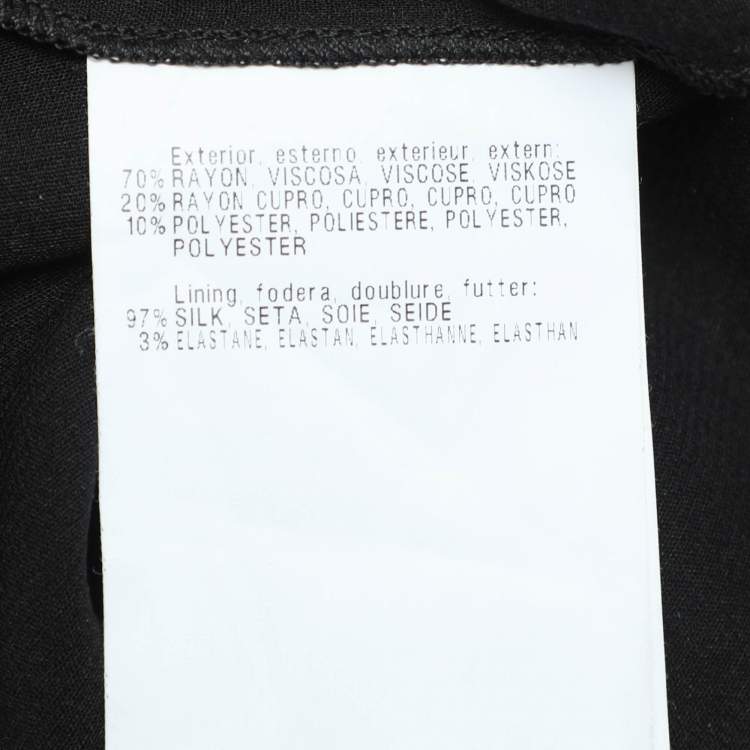 Exterior, esterno, exterieur, extern:
70% RAYON, VISCOSA, VISCOSE, VISKOSE
20% RAYON CUPRO, CUPRO, CUPRO, CUPRO
10% POLYESTER, POLIESTERE, POLYESTER,
POLYESTER
Lining, fodera, doublure, futter:
97% SILK, SETA, SOIE, SEIDE
3% ELASTANE, ELASTAN, ELASTHANNE, ELASTHAN